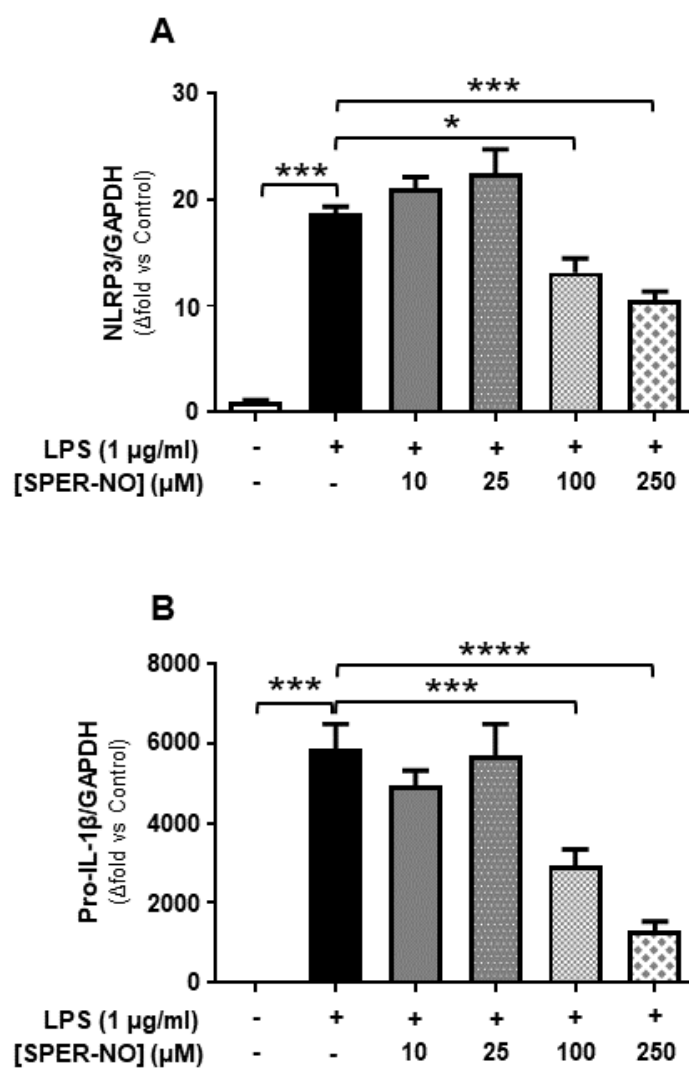 A
***
*
***
30
20
10
0
NLRP3/GAPDH
(Δfold vs Control)
LPS (1 µg/ml) - + + + + +
[SPER-NO] (µM) - - 10 25 100 250
B
****
***
***
8000
6000
4000
2000
0
Pro-IL-1β/GAPDH
(Δfold vs Control)
LPS (1 µg/ml) - + + + + +
[SPER-NO] (µM) - - 10 25 100 250